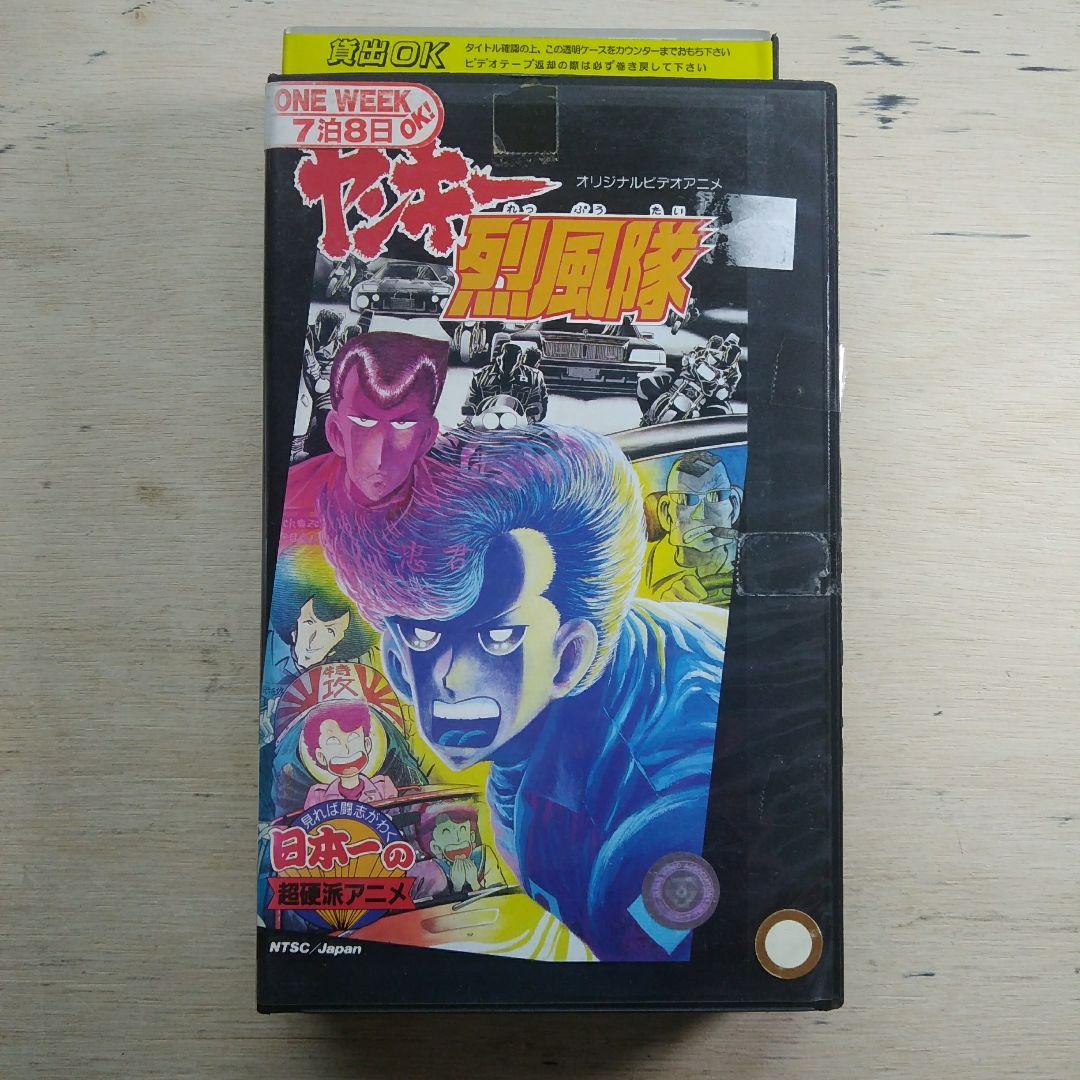 貸出OK
タイトル確認の上、この透明ケースをカウンターまでおもち下さい
ビデオテープ返却の際は必ず巻き戻して下さい
ONE WEEK
7泊8日 OK!
ヤンキー
オリジナルビデオアニメ
れっ ぷう たい
烈風隊
忠君
特攻
見れば闘志がわく
日本一の
超硬派アニメ
NTSC/Japan